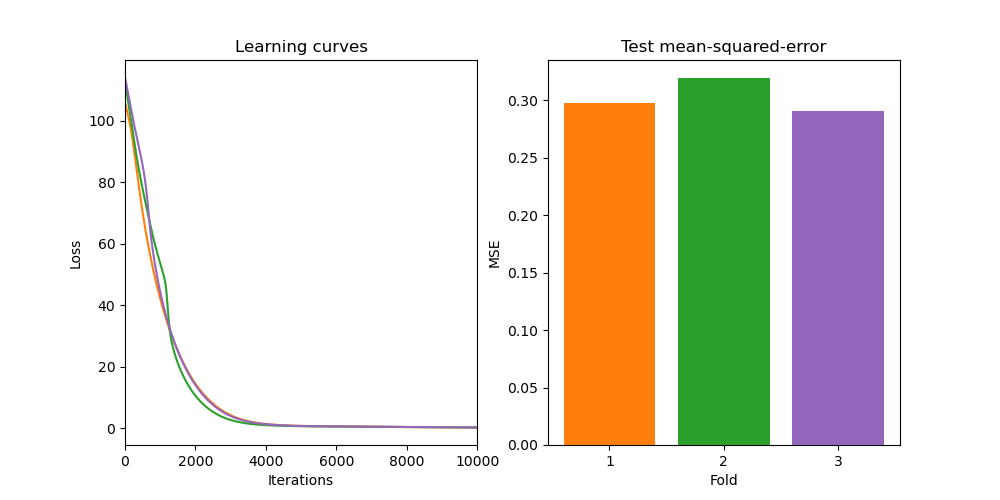 Learning curves
100
80
60
40
20
0
Loss
0 2000 4000 6000 8000 10000
Iterations
Test mean-squared-error
0.30
0.25
0.20
0.15
0.10
0.05
0.00
MSE
1 2 3
Fold